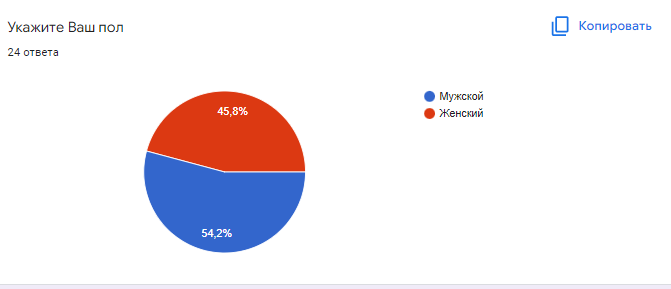 Укажите Ваш пол
Копировать
24 ответа
45,8%
54,2%
Мужской
Женский